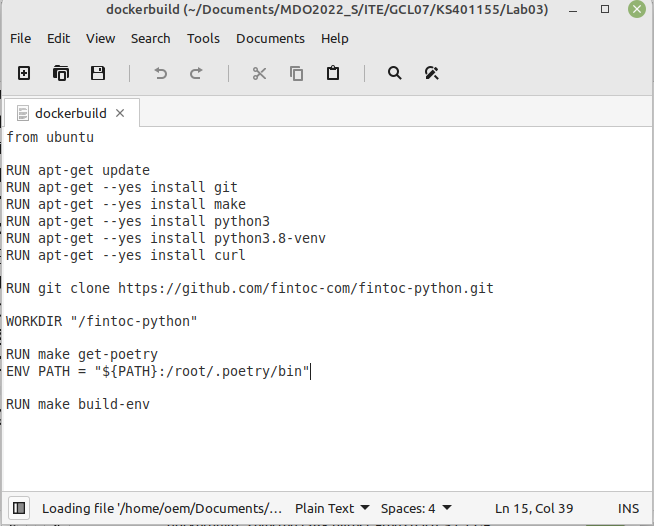 dockerbuild (~/Documents/MDO2022_S/ITE/GCL07/KS401155/Lab03)
File Edit View Search Tools Documents Help
dockerbuild
from ubuntu
RUN apt-get update
RUN apt-get --yes install git
RUN apt-get --yes install make
RUN apt-get --yes install python3
RUN apt-get --yes install python3.8-venv
RUN apt-get --yes install curl
RUN git clone https://github.com/fintoc-com/fintoc-python.git
WORKDIR "/fintoc-python"
RUN make get-poetry
ENV PATH = "${PATH}:/root/.poetry/bin"
RUN make build-env
Loading file '/home/oem/Documents/... Plain Text Spaces: 4 Ln 15, Col 39 INS